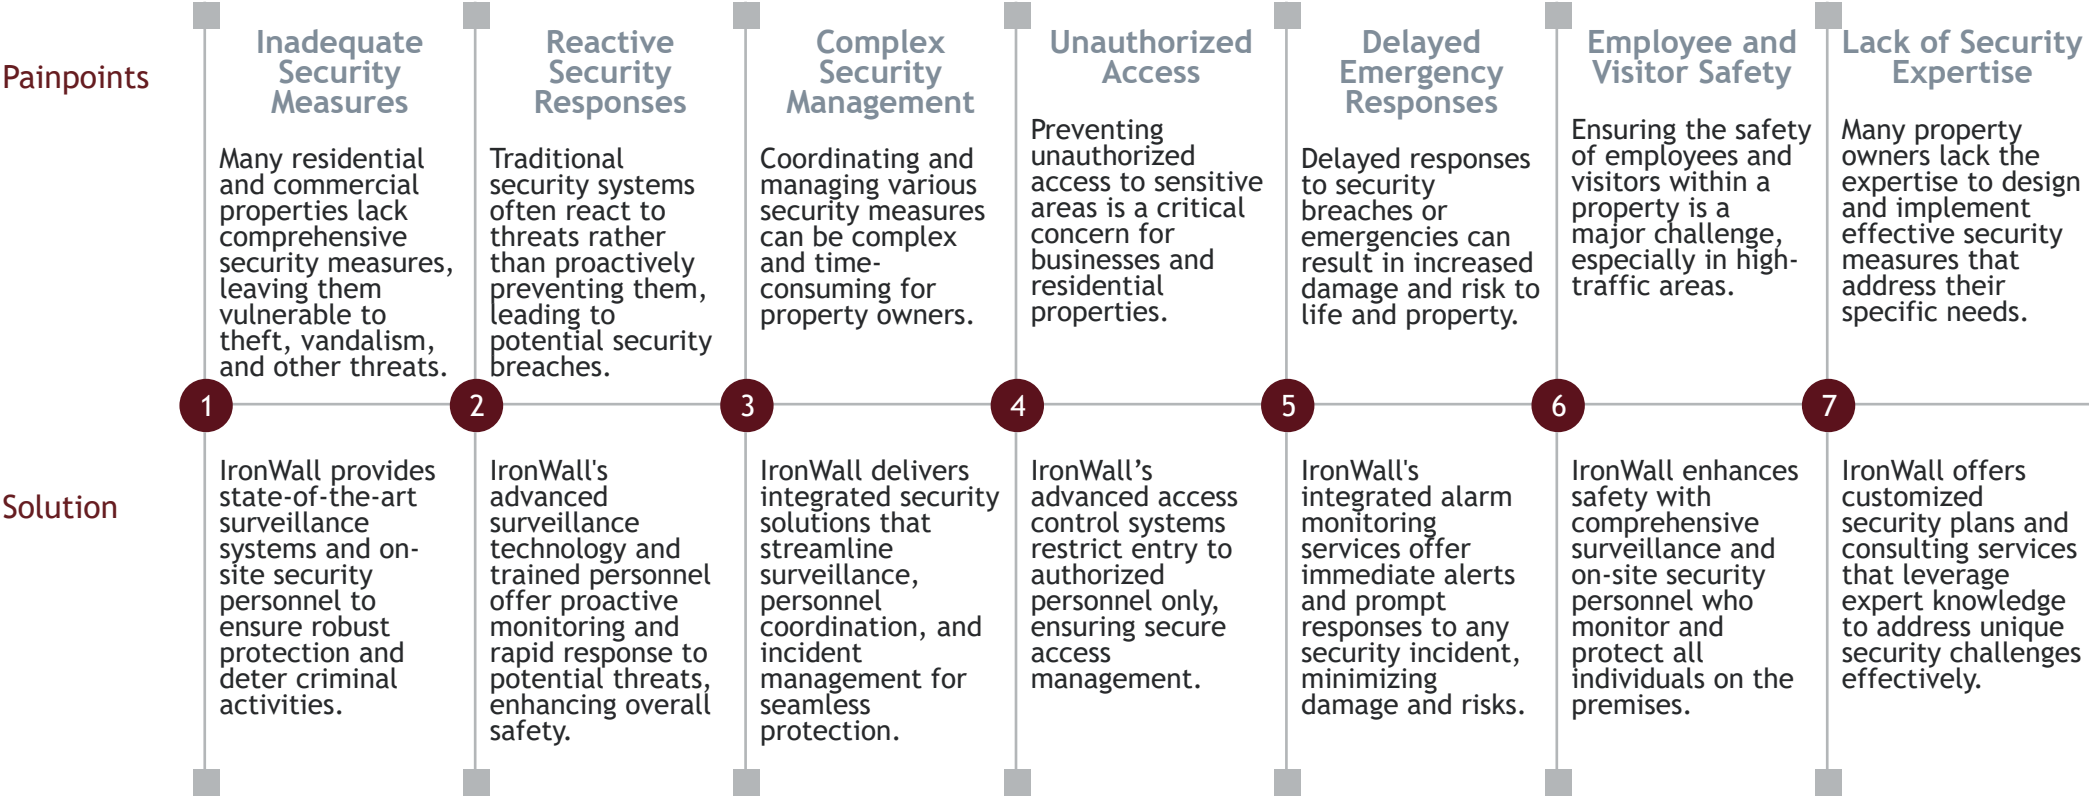 Painpoints
Inadequate
Security
Measures
Many residential
and commercial
properties lack
comprehensive
security measures,
leaving them
vulnerable to
theft, vandalism,
and other threats.
Reactive
Security
Responses
Traditional
security systems
often react to
threats rather
than proactively
preventing them,
leading to
potential security
breaches.
Complex
Security
Management
Coordinating and
managing various
security measures
can be complex
and time-
consuming for
property owners.
Unauthorized
Access
Preventing
unauthorized
access to sensitive
areas is a critical
concern for
businesses and
residential
properties.
Delayed
Emergency
Responses
Delayed responses
to security
breaches or
emergencies can
result in increased
damage and risk to
life and property.
Employee and
Visitor Safety
Ensuring the safety
of employees and
visitors within a
property is a
major challenge,
especially in high-
traffic areas.
Lack of Security
Expertise
Many property
owners lack the
expertise to design
and implement
effective security
measures that
address their
specific needs.
1
2
3
4
5
6
7
Solution
IronWall provides
state-of-the-art
surveillance
systems and on-
site security
personnel to
ensure robust
protection and
deter criminal
activities.
IronWall's
advanced
surveillance
technology and
trained personnel
offer proactive
monitoring and
rapid response to
potential threats,
enhancing overall
safety.
IronWall delivers
integrated security
solutions that
streamline
surveillance,
personnel
coordination, and
incident
management for
seamless
protection.
IronWall’s
advanced access
control systems
restrict entry to
authorized
personnel only,
ensuring secure
access
management.
IronWall's
integrated alarm
monitoring
services offer
immediate alerts
and prompt
responses to any
security incident,
minimizing
damage and risks.
IronWall enhances
safety with
comprehensive
surveillance and
on-site security
personnel who
monitor and
protect all
individuals on the
premises.
IronWall offers
customized
security plans and
consulting services
that leverage
expert knowledge
to address unique
security challenges
effectively.